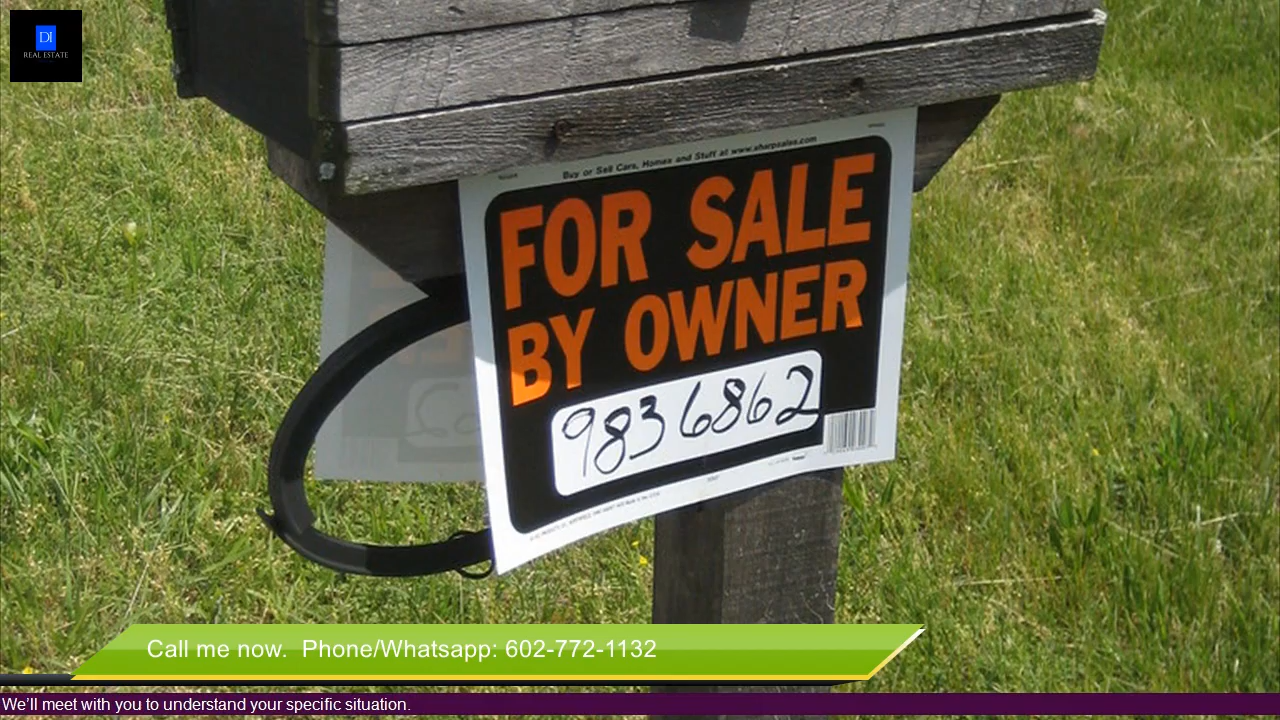 DI
REAL ESTATE
Buy or Sell Cars, Homes and Stuff at www.sharpsales.com
FOR SALE
BY OWNER
9836862
Call me now.  Phone/Whatsapp: 602-772-1132
We’ll meet with you to understand your specific situation.